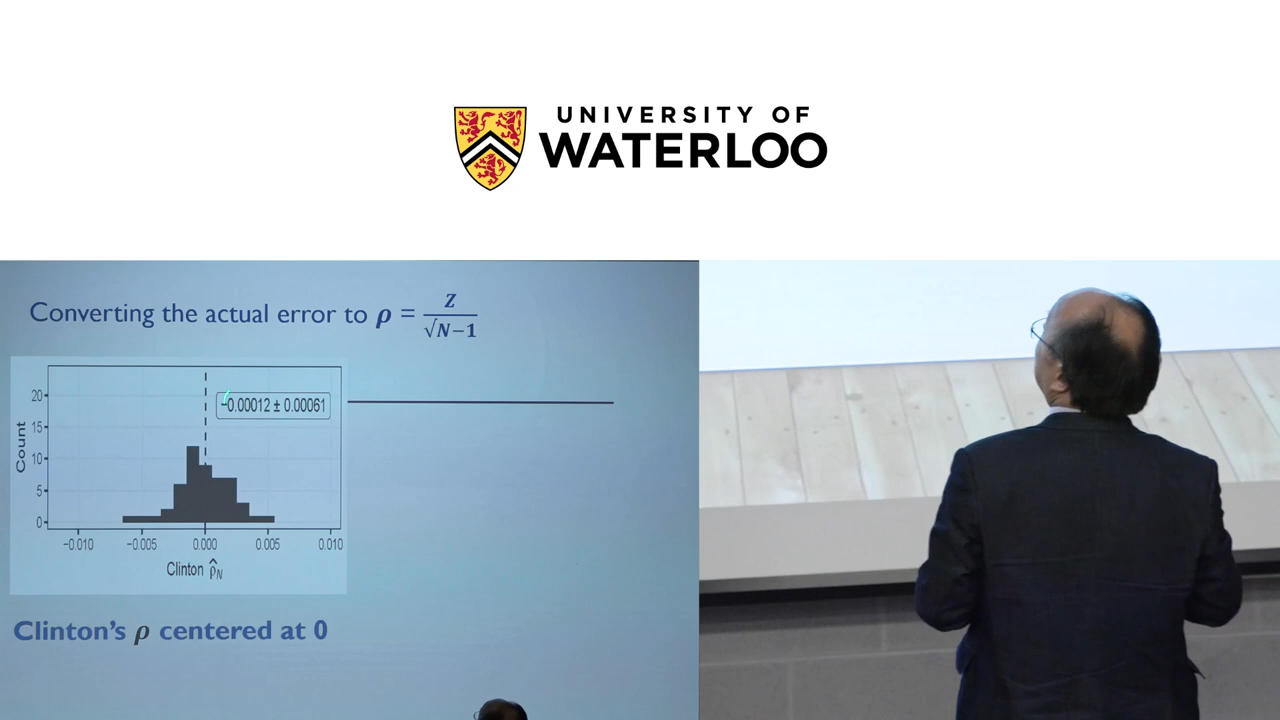 UNIVERSITY OF
WATERLOO
Converting the actual error to ρ = Z / √N−1
20
15
10
5
0
Count
−0.00012 ± 0.00061
−0.010 −0.005 0.000 0.005 0.010
Clinton ρ̂N
Clinton's ρ centered at 0